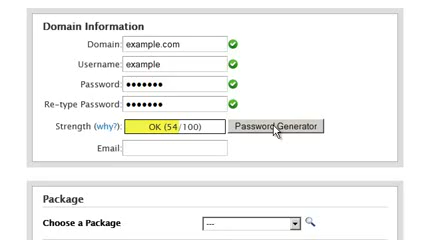 Domain Information
Domain: example.com
Username: example
Password: •••••••
Re-type Password: •••••••
Strength (why?): OK (54/100) Password Generator
Email:
Package
Choose a Package ---